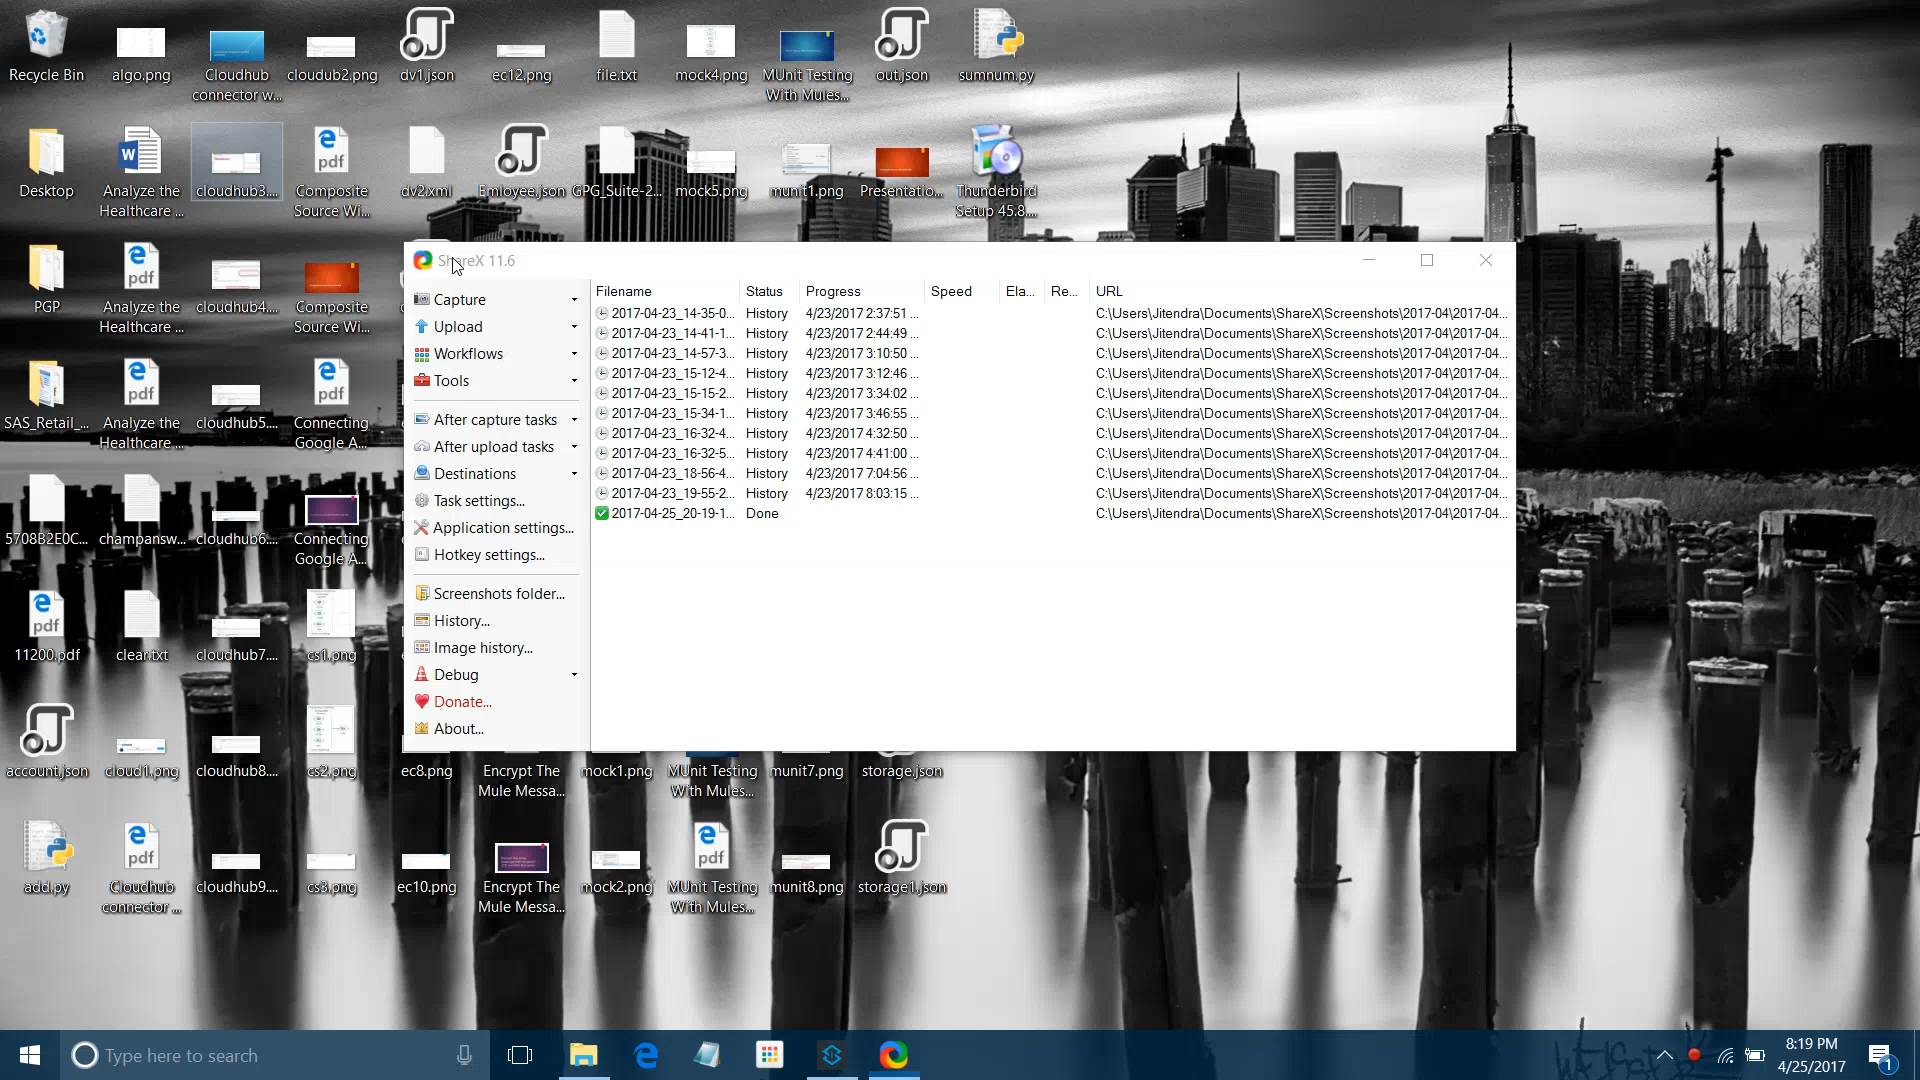 Recycle Bin
algo.png
Cloudhub
connector w...
cloudub2.png
dv1.json
ec12.png
file.txt
mock4.png
MUnit Testing
With Mules...
out.json
sumnum.py
Desktop
Analyze the
Healthcare ...
cloudhub3....
Composite
Source Wi...
dv2.xml
Emloyee.json
GPG_Suite-2...
mock5.png
munit1.png
Presentatio...
Thunderbird
Setup 45.8....
PGP
Analyze the
Healthcare ...
cloudhub4....
Composite
Source Wi...
SAS_Retail_...
Analyze the
Healthcare ...
cloudhub5....
Connecting
Google A...
5708B2E0C...
champansw...
cloudhub6....
Connecting
Google A...
11200.pdf
clear.txt
cloudhub7....
cs1.png
account.json
cloud1.png
cloudhub8....
cs2.png
ec8.png
Encrypt The
Mule Messa...
mock1.png
MUnit Testing
With Mules...
munit7.png
storage.json
add.py
Cloudhub
connector ...
cloudhub9....
cs3.png
ec10.png
Encrypt The
Mule Messa...
mock2.png
MUnit Testing
With Mules...
munit8.png
storage1.json
ShareX 11.6
Capture
Upload
Workflows
Tools
After capture tasks
After upload tasks
Destinations
Task settings...
Application settings...
Hotkey settings...
Screenshots folder...
History...
Image history...
Debug
Donate...
About...
Filename Status Progress Speed Ela... Re... URL
2017-04-23_14-35-0... History 4/23/2017 2:37:51 ... C:\Users\Jitendra\Documents\ShareX\Screenshots\2017-04\2017-04...
2017-04-23_14-41-1... History 4/23/2017 2:44:49 ... C:\Users\Jitendra\Documents\ShareX\Screenshots\2017-04\2017-04...
2017-04-23_14-57-3... History 4/23/2017 3:10:50 ... C:\Users\Jitendra\Documents\ShareX\Screenshots\2017-04\2017-04...
2017-04-23_15-12-4... History 4/23/2017 3:12:46 ... C:\Users\Jitendra\Documents\ShareX\Screenshots\2017-04\2017-04...
2017-04-23_15-15-2... History 4/23/2017 3:34:02 ... C:\Users\Jitendra\Documents\ShareX\Screenshots\2017-04\2017-04...
2017-04-23_15-34-1... History 4/23/2017 3:46:55 ... C:\Users\Jitendra\Documents\ShareX\Screenshots\2017-04\2017-04...
2017-04-23_16-32-4... History 4/23/2017 4:32:50 ... C:\Users\Jitendra\Documents\ShareX\Screenshots\2017-04\2017-04...
2017-04-23_16-32-5... History 4/23/2017 4:41:00 ... C:\Users\Jitendra\Documents\ShareX\Screenshots\2017-04\2017-04...
2017-04-23_18-56-4... History 4/23/2017 7:04:56 ... C:\Users\Jitendra\Documents\ShareX\Screenshots\2017-04\2017-04...
2017-04-23_19-55-2... History 4/23/2017 8:03:15 ... C:\Users\Jitendra\Documents\ShareX\Screenshots\2017-04\2017-04...
2017-04-25_20-19-1... Done C:\Users\Jitendra\Documents\ShareX\Screenshots\2017-04\2017-04...
Type here to search
8:19 PM
4/25/2017
1